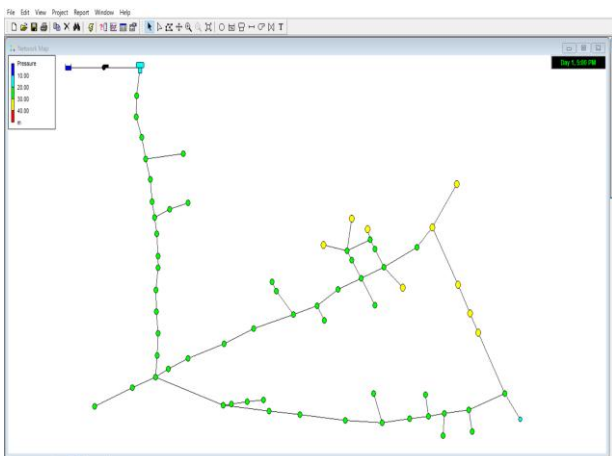 File Edit View Project Report Window Help
T
Network Map
Day 1, 5:00 PM
Pressure
10.00
20.00
30.00
40.00
m